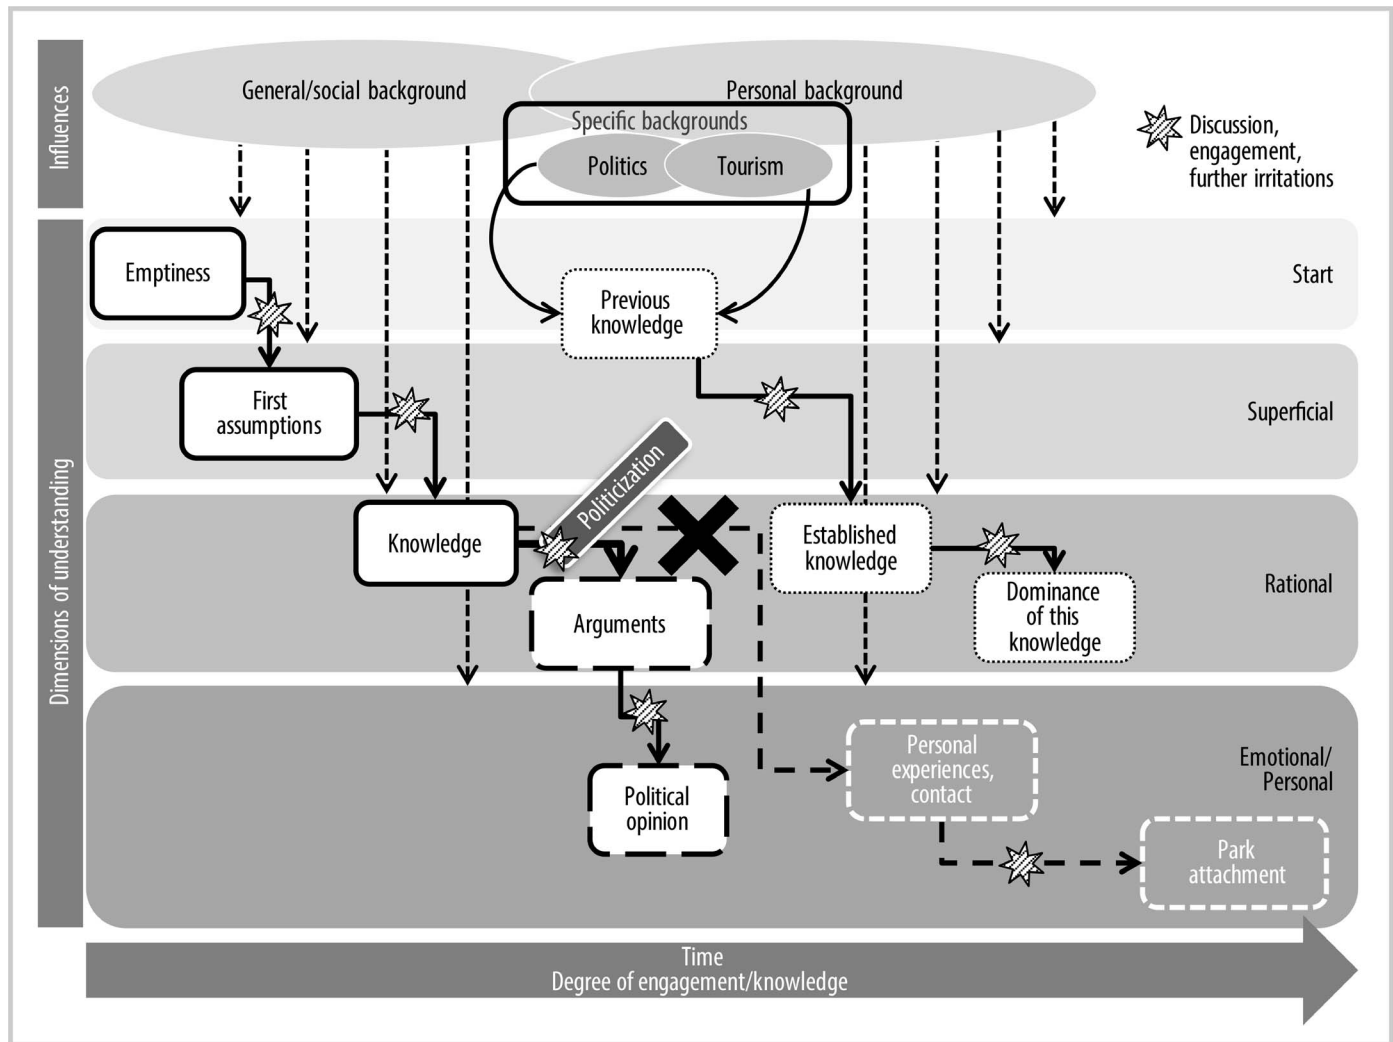 Influences
General/social background
Personal background
Specific backgrounds
Politics
Tourism
Discussion,
engagement,
further irritations
Dimensions of understanding
Emptiness
Previous
knowledge
Start
First
assumptions
Superficial
Politicization
Knowledge
Established
knowledge
Arguments
Dominance
of this
knowledge
Rational
Personal
experiences,
contact
Emotional/
Personal
Political
opinion
Park
attachment
Time
Degree of engagement/knowledge